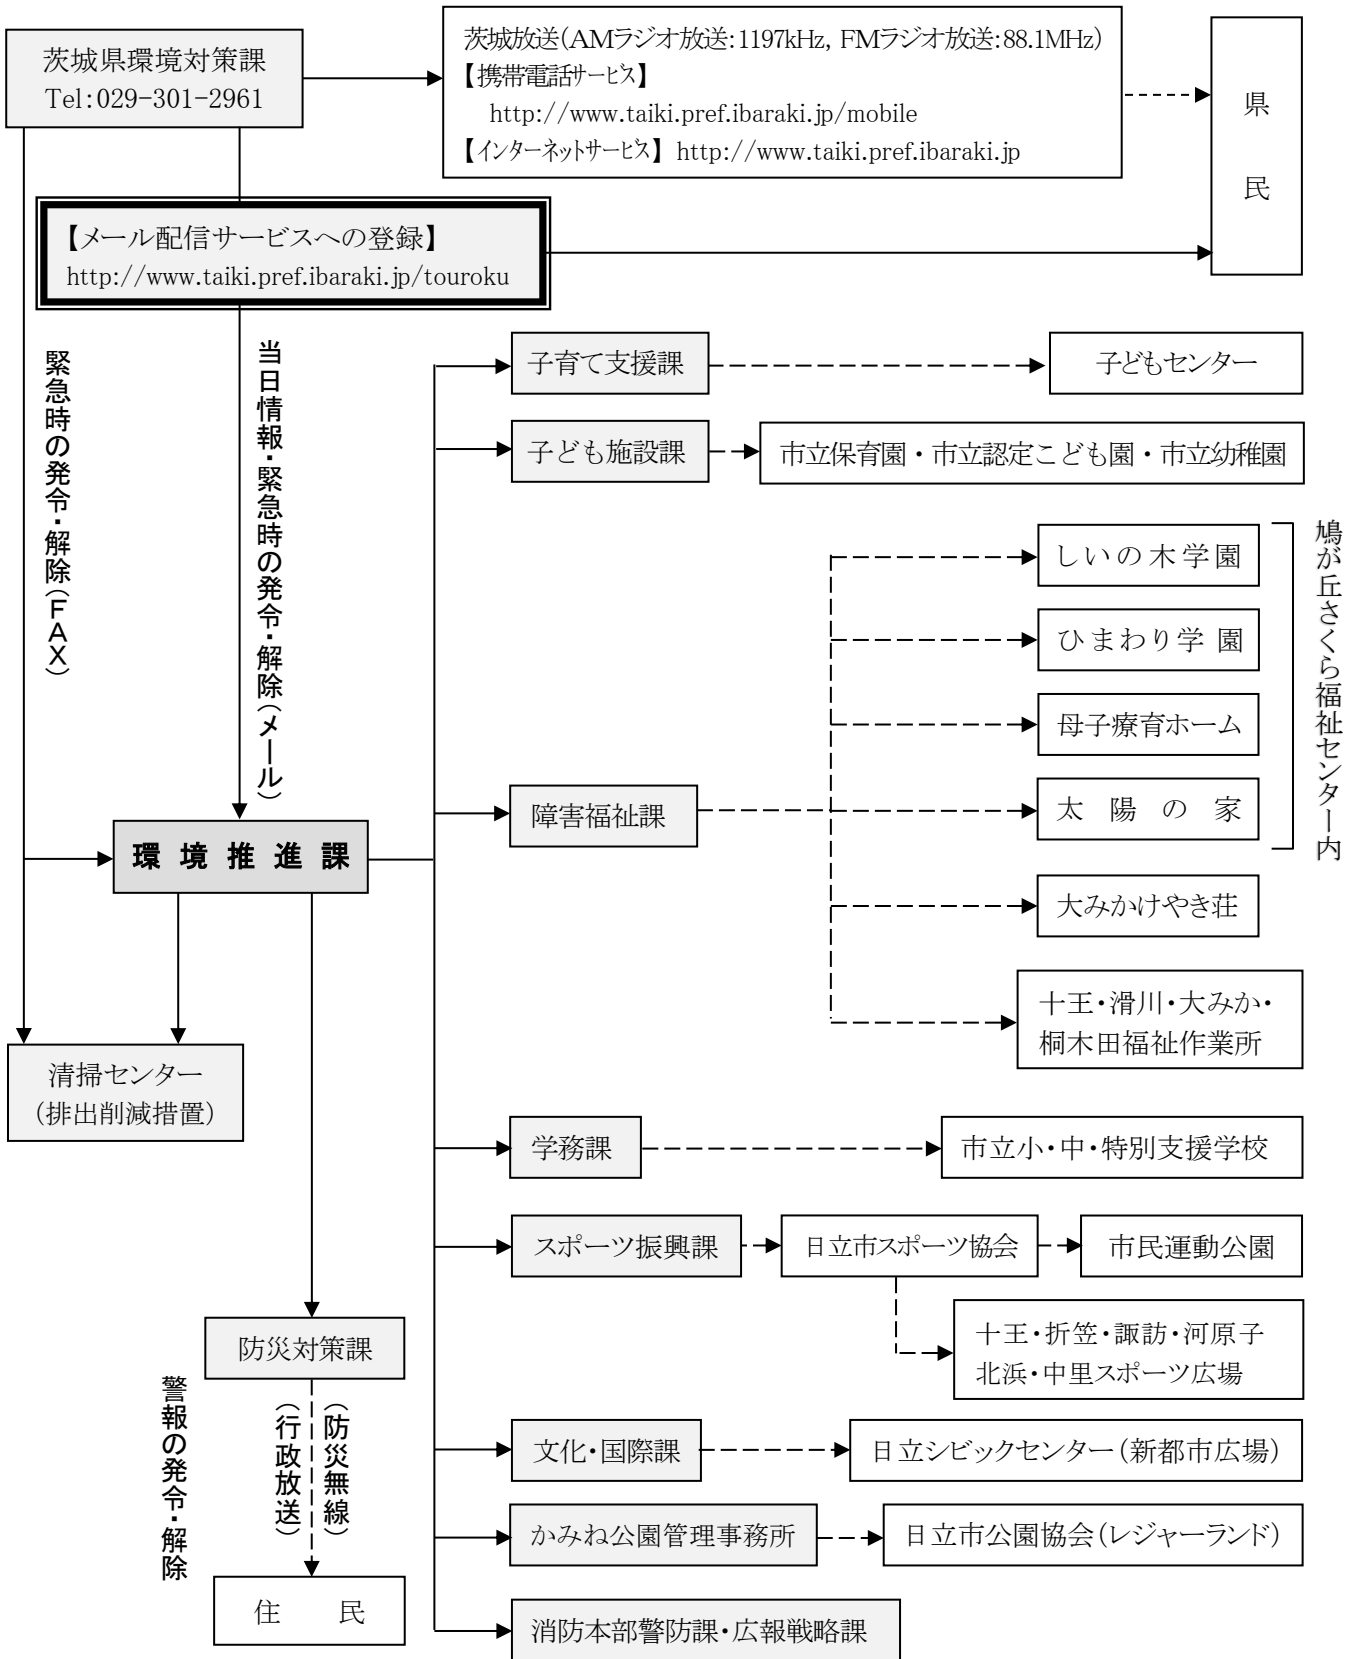 茨城県環境対策課
Tel:029-301-2961
茨城放送(AMラジオ放送:1197kHz, FMラジオ放送:88.1MHz)
【携帯電話サービス】
http://www.taiki.pref.ibaraki.jp/mobile
【インターネットサービス】 http://www.taiki.pref.ibaraki.jp
県民
【メール配信サービスへの登録】
http://www.taiki.pref.ibaraki.jp/touroku
緊急時の発令・解除(FAX)
当日情報・緊急時の発令・解除(メール)
子育て支援課
子どもセンター
子ども施設課
市立保育園・市立認定こども園・市立幼稚園
しいの木学園
ひまわり学園
母子療育ホーム
太陽の家
鳩が丘さくら福祉センター内
障害福祉課
大みかけやき荘
十王・滑川・大みか・
桐木田福祉作業所
環境推進課
清掃センター
(排出削減措置)
学務課
市立小・中・特別支援学校
スポーツ振興課
日立市スポーツ協会
市民運動公園
十王・折笠・諏訪・河原子
北浜・中里スポーツ広場
防災対策課
警報の発令・解除
(行政放送)
(防災無線)
住民
文化・国際課
日立シビックセンター(新都市広場)
かみね公園管理事務所
日立市公園協会(レジャーランド)
消防本部警防課・広報戦略課